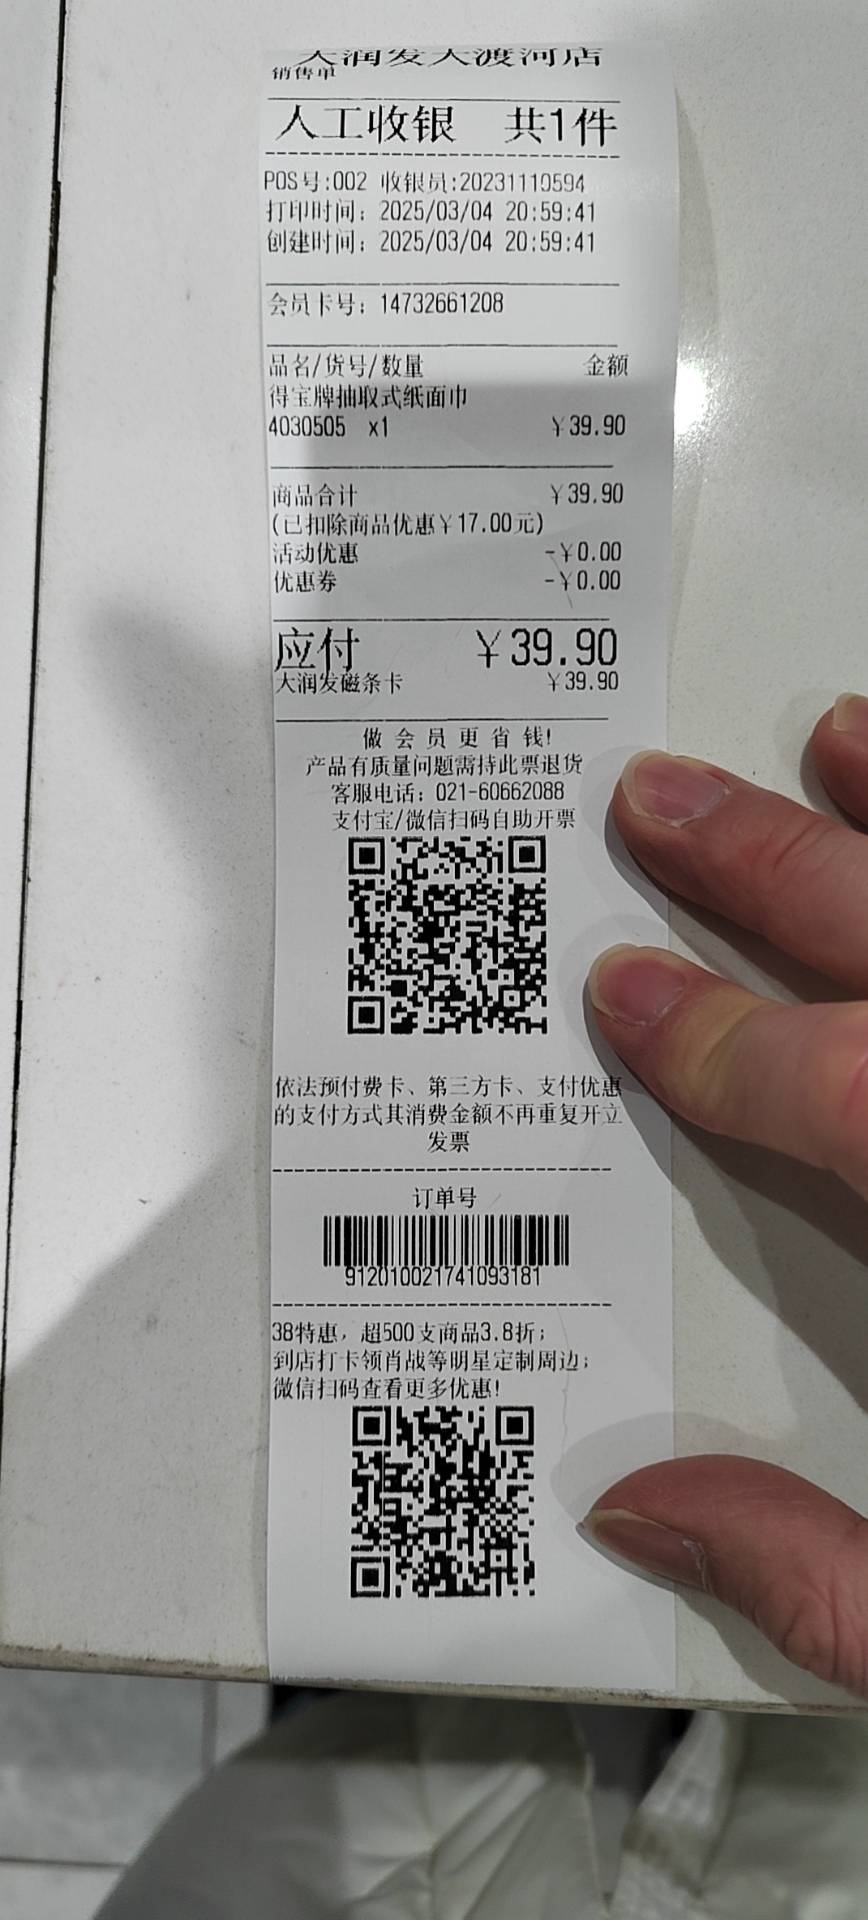 大润发大渡河店
销售单
人工收银 共1件
POS号:002 收银员:20231110594
打印时间: 2025/03/04 20:59:41
创建时间: 2025/03/04 20:59:41
会员卡号: 14732661208
品名/货号/数量 金额
得宝牌抽取式纸面巾
4030505 x1 ¥39.90
商品合计 ¥39.90
(已扣除商品优惠¥17.00元)
活动优惠 -¥0.00
优惠券 -¥0.00
应付 ¥39.90
大润发磁条卡 ¥39.90
做会员更省钱!
产品有质量问题需持此票退货
客服电话: 021-60662088
支付宝/微信扫码自助开票
依法预付费卡、第三方卡、支付优惠
的支付方式其消费金额不再重复开立
发票
订单号
912010021741093181
38特惠，超500支商品3.8折;
到店打卡领肖战等明星定制周边;
微信扫码查看更多优惠!